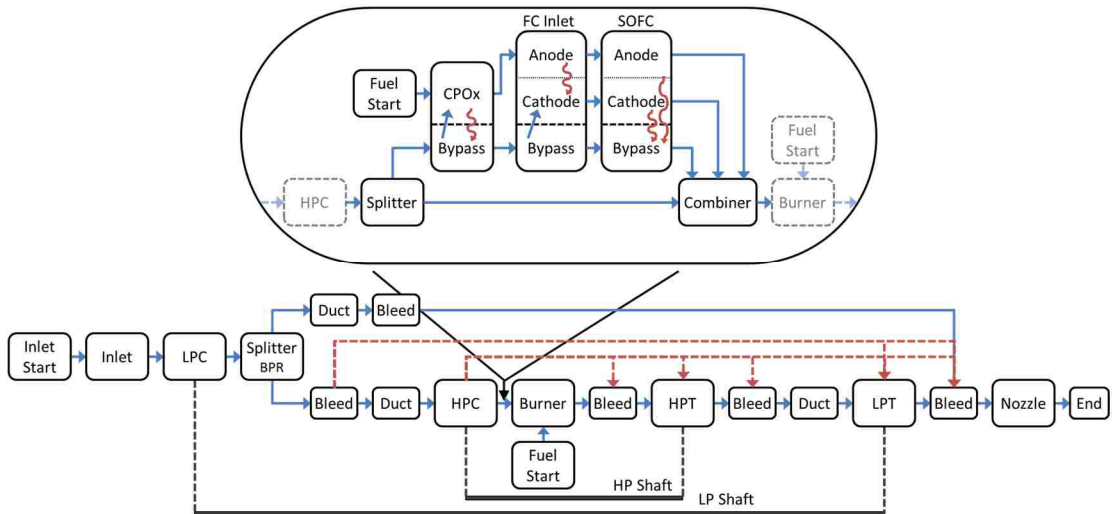 FC Inlet
SOFC
Anode
Anode
Fuel
Start
CPOx
Cathode
Cathode
Bypass
Bypass
Bypass
Fuel
Start
HPC
Splitter
Combiner
Burner
Duct
Bleed
Inlet
Start
Inlet
LPC
Splitter
BPR
Bleed
Duct
HPC
Burner
Bleed
HPT
Bleed
Duct
LPT
Bleed
Nozzle
End
Fuel
Start
HP Shaft
LP Shaft